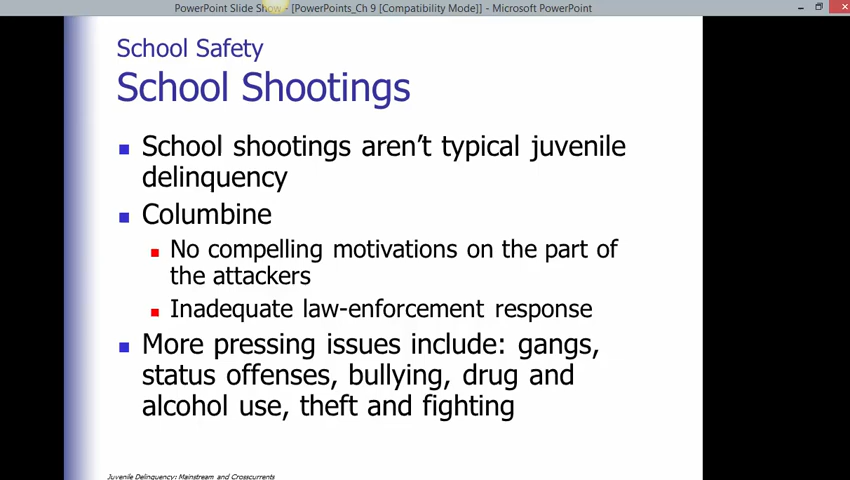 PowerPoint Slide Show - [PowerPoints_Ch 9 [Compatibility Mode]] - Microsoft PowerPoint
School Safety
School Shootings
School shootings aren't typical juvenile
delinquency
Columbine
No compelling motivations on the part of
the attackers
Inadequate law-enforcement response
More pressing issues include: gangs,
status offenses, bullying, drug and
alcohol use, theft and fighting
Juvenile Delinquency: Mainstream and Crosscurrents